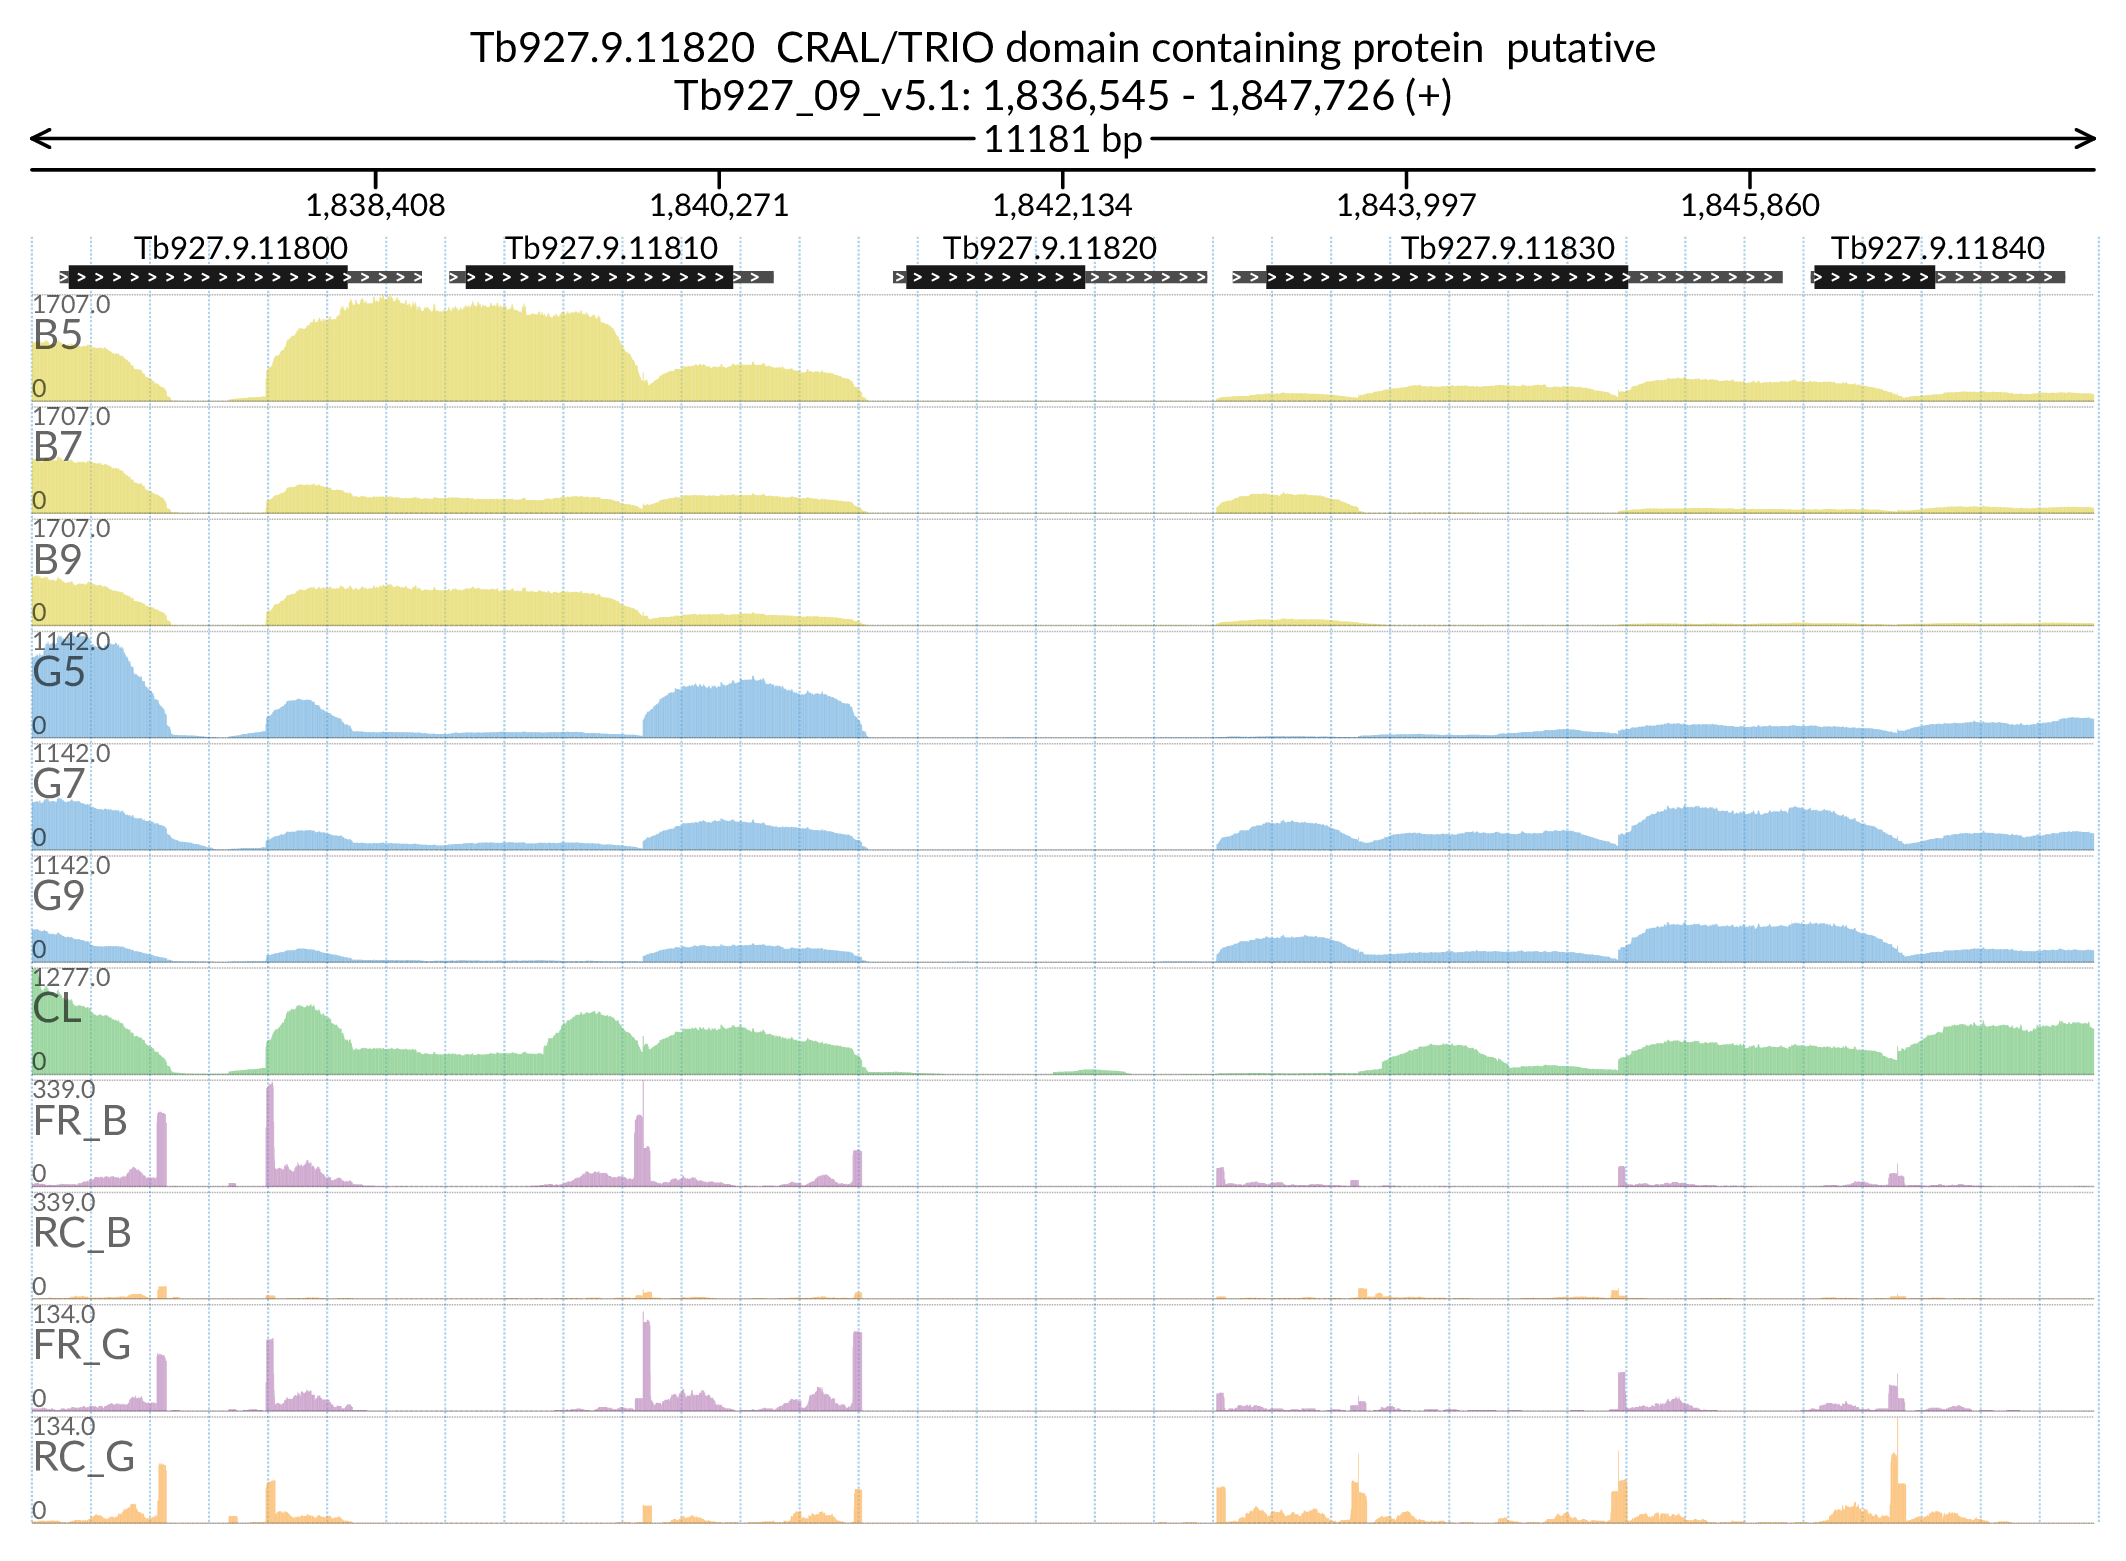 Tb927.9.11820  CRAL/TRIO domain containing protein  putative
Tb927_09_v5.1: 1,836,545 - 1,847,726 (+)
11181 bp
1,838,408 1,840,271 1,842,134 1,843,997 1,845,860
Tb927.9.11800 Tb927.9.11810 Tb927.9.11820 Tb927.9.11830 Tb927.9.11840
1707.0
B5
0
1707.0
B7
0
1707.0
B9
0
1142.0
G5
0
1142.0
G7
0
1142.0
G9
0
1277.0
CL
0
339.0
FR_B
0
339.0
RC_B
0
134.0
FR_G
0
134.0
RC_G
0